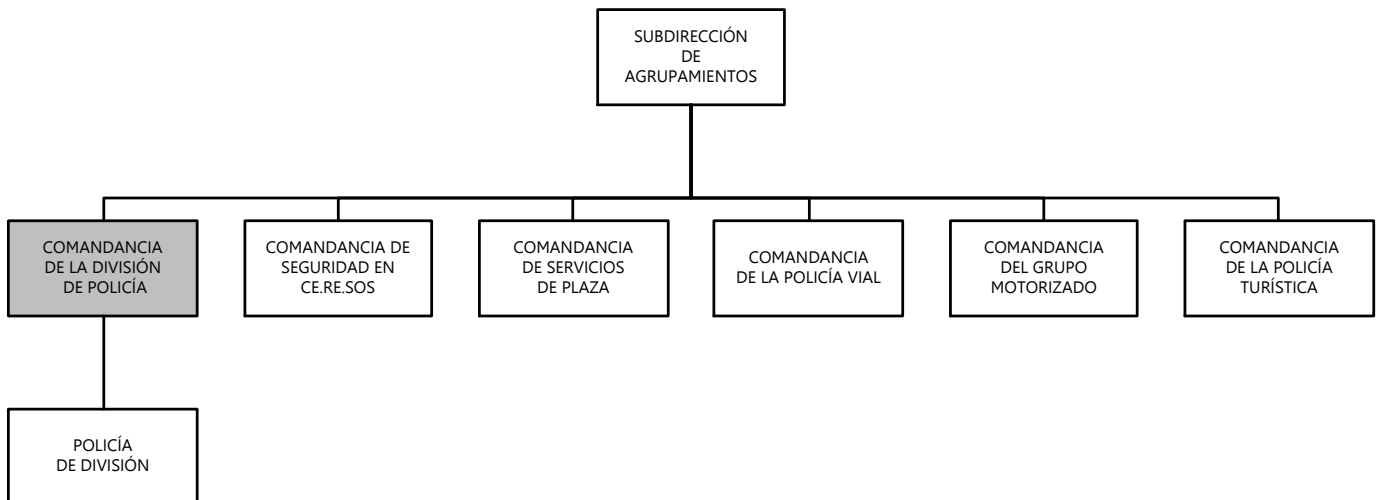 SUBDIRECCIÓN
DE
AGRUPAMIENTOS
COMANDANCIA
DE LA DIVISIÓN
DE POLICÍA
COMANDANCIA DE
SEGURIDAD EN
CE.RE.SOS
COMANDANCIA
DE SERVICIOS
DE PLAZA
COMANDANCIA
DE LA POLICÍA VIAL
COMANDANCIA
DEL GRUPO
MOTORIZADO
COMANDANCIA
DE LA POLICÍA
TURÍSTICA
POLICÍA
DE DIVISIÓN